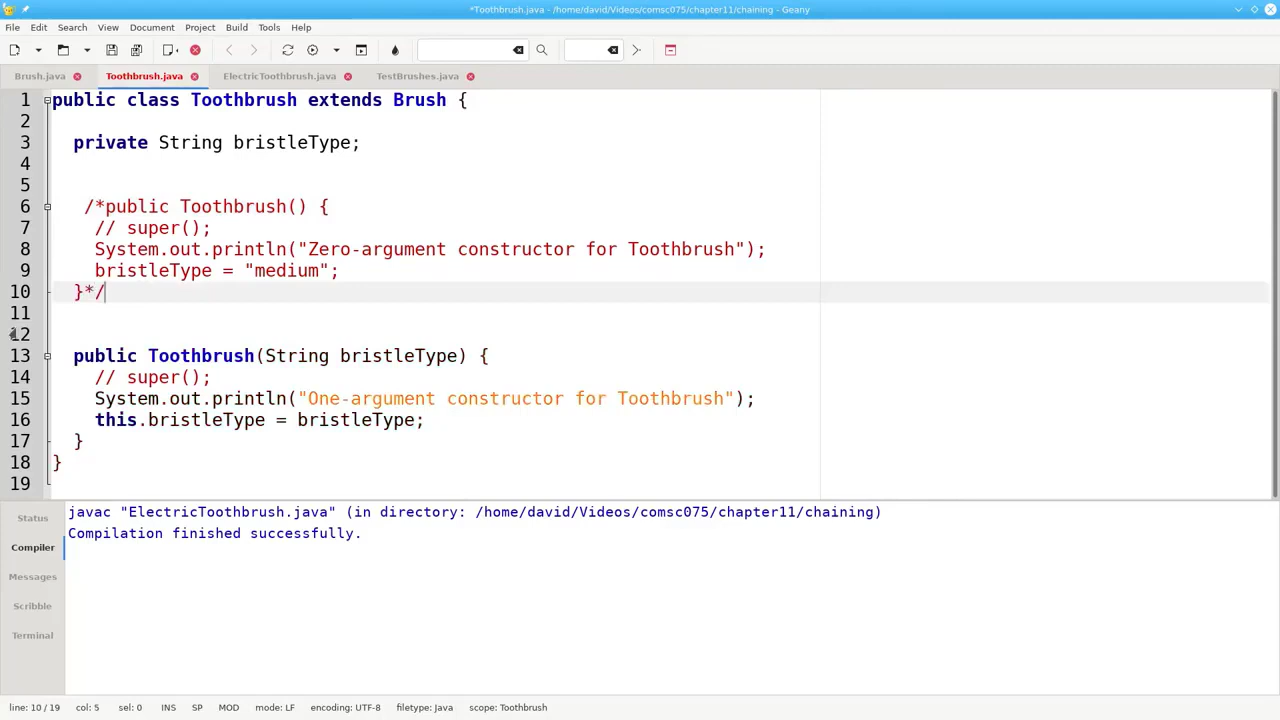 *Toothbrush.java - /home/david/Videos/comsc075/chapter11/chaining - Geany
File Edit Search View Document Project Build Tools Help
Brush.java Toothbrush.java ElectricToothbrush.java TestBrushes.java
1 public class Toothbrush extends Brush {
2
3 private String bristleType;
4
5
6 /*public Toothbrush() {
7 // super();
8 System.out.println("Zero-argument constructor for Toothbrush");
9 bristleType = "medium";
10 }*/
11
12
13 public Toothbrush(String bristleType) {
14 // super();
15 System.out.println("One-argument constructor for Toothbrush");
16 this.bristleType = bristleType;
17 }
18 }
19
Status
Compiler
Messages
Scribble
Terminal
javac "ElectricToothbrush.java" (in directory: /home/david/Videos/comsc075/chapter11/chaining)
Compilation finished successfully.
line: 10 / 19 col: 5 sel: 0 INS SP MOD mode: LF encoding: UTF-8 filetype: Java scope: Toothbrush